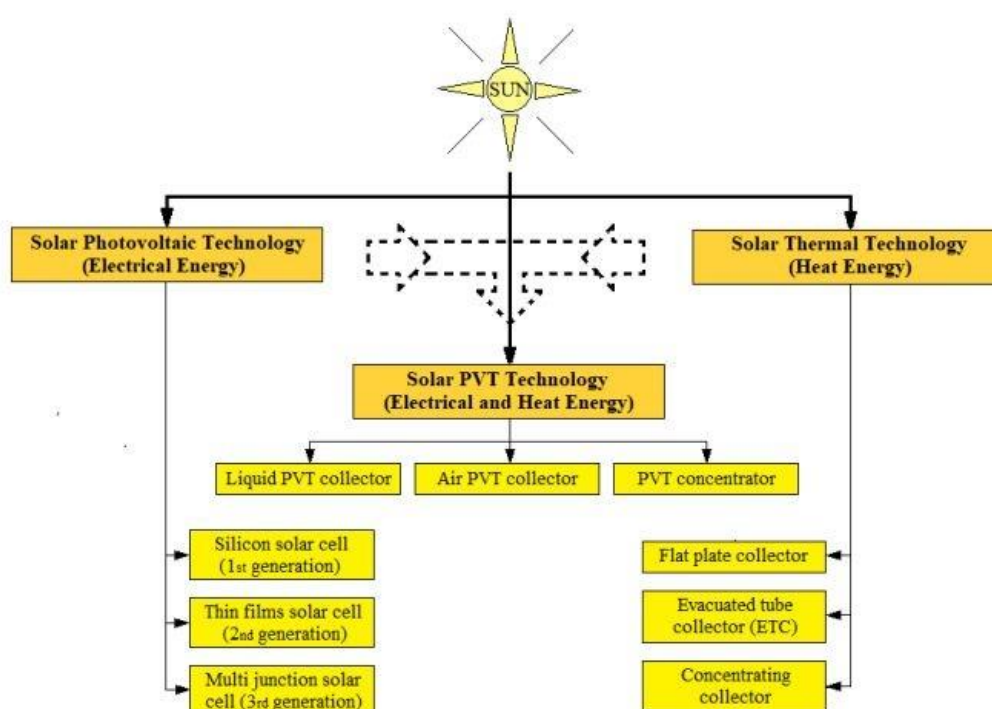 SUN
Solar Photovoltaic Technology
(Electrical Energy)
Solar Thermal Technology
(Heat Energy)
Solar PVT Technology
(Electrical and Heat Energy)
Liquid PVT collector
Air PVT collector
PVT concentrator
Silicon solar cell
(1st generation)
Thin films solar cell
(2nd generation)
Multi junction solar
cell (3rd generation)
Flat plate collector
Evacuated tube
collector (ETC)
Concentrating
collector